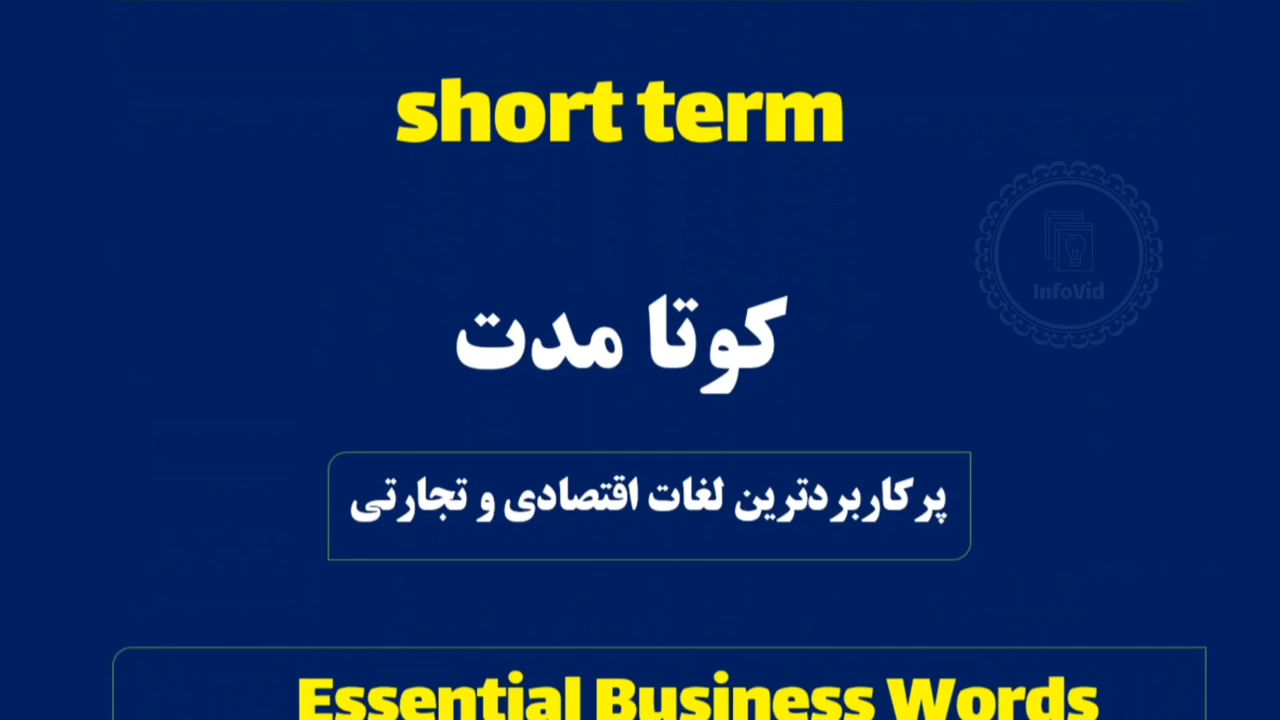 short term
InfoVid
کوتا مدت
پرکاربردترین لغات اقتصادی و تجارتی
Essential Business Words